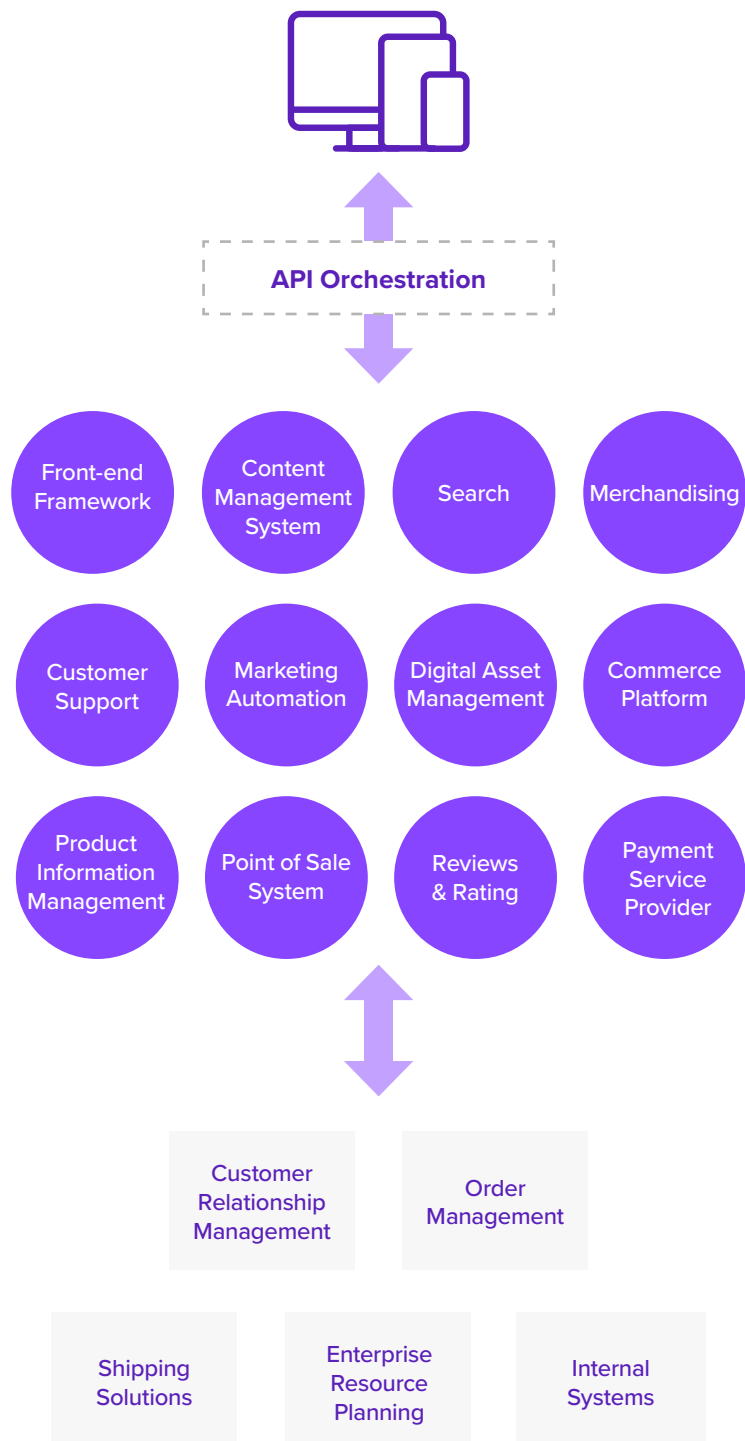 API Orchestration
Front-end
Framework
Content
Management
System
Search
Merchandising
Customer
Support
Marketing
Automation
Digital Asset
Management
Commerce
Platform
Product
Information
Management
Point of Sale
System
Reviews
& Rating
Payment
Service
Provider
Customer
Relationship
Management
Order
Management
Shipping
Solutions
Enterprise
Resource
Planning
Internal
Systems